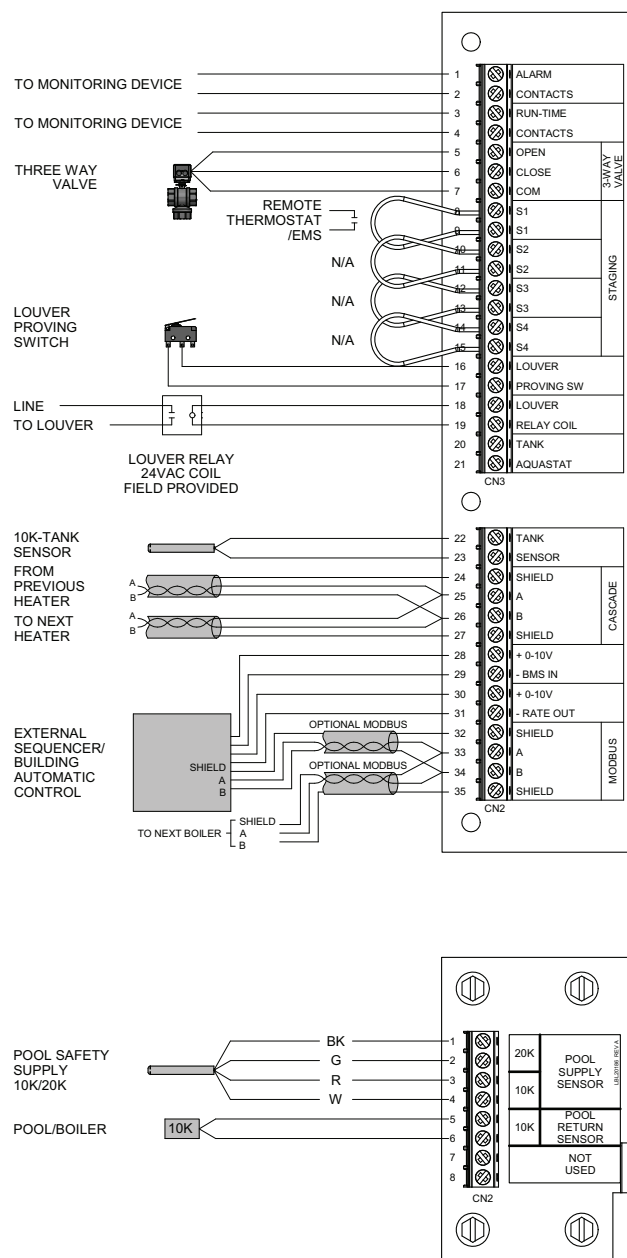 TO MONITORING DEVICE
1 ALARM
2 CONTACTS
TO MONITORING DEVICE
3 RUN-TIME
4 CONTACTS
THREE WAY
VALVE
5 OPEN
6 CLOSE
7 COM
3-WAY
VALVE
REMOTE
THERMOSTAT
/EMS
8 S1
9 S1
N/A
10 S2
11 S2
N/A
12 S3
13 S3
N/A
14 S4
15 S4
STAGING
LOUVER
PROVING
SWITCH
16 LOUVER
17 PROVING SW
LINE
TO LOUVER
18 LOUVER
19 RELAY COIL
LOUVER RELAY
24VAC COIL
FIELD PROVIDED
20 TANK
21 AQUASTAT
CN3
10K-TANK
SENSOR
22 TANK
23 SENSOR
FROM
PREVIOUS
HEATER
A
B
TO NEXT
HEATER
A
B
24 SHIELD
25 A
26 B
27 SHIELD
CASCADE
28 + 0-10V
29 - BMS IN
30 + 0-10V
31 - RATE OUT
EXTERNAL
SEQUENCER/
BUILDING
AUTOMATIC
CONTROL
SHIELD
A
B
OPTIONAL MODBUS
OPTIONAL MODBUS
32 SHIELD
33 A
34 B
35 SHIELD
MODBUS
CN2
TO NEXT BOILER
SHIELD
A
B
POOL SAFETY
SUPPLY
10K/20K
BK 1
G 2
R 3
W 4
20K
10K
POOL
SUPPLY
SENSOR
LBL20186 REV A
POOL/BOILER
10K
5
6
10K
POOL
RETURN
SENSOR
7
8
NOT
USED
CN2